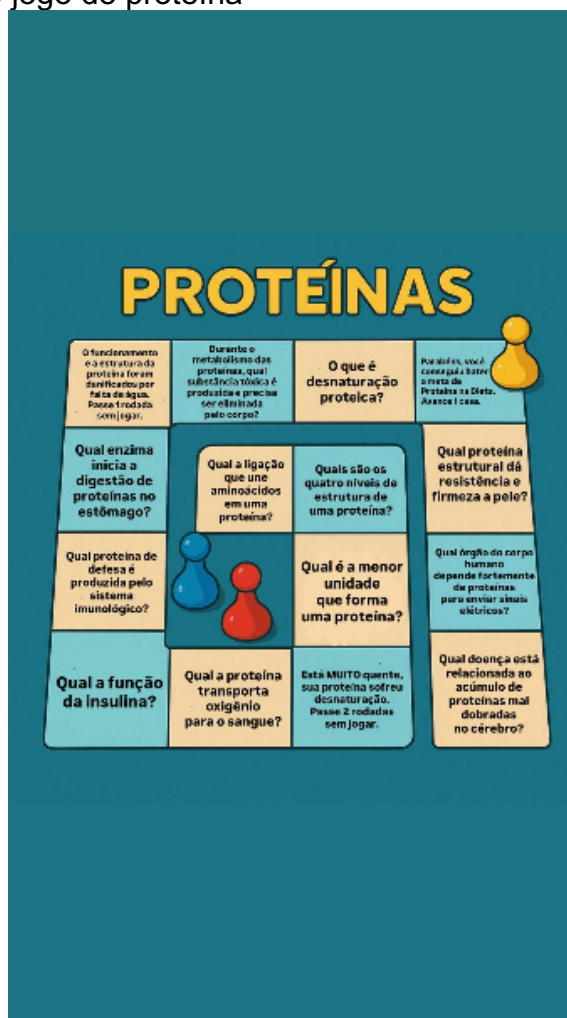 jogo de proteína
PROTEÍNAS
O funcionamento
e a estrutura da
proteína foram
danificados por
falta de água.
Passe 1 rodada
sem jogar.
Durante o
metabolismo das
proteínas, qual
substância tóxica é
produzida e precisa
ser eliminada
pelo corpo?
O que é
desnaturação
proteica?
Parabéns, você
conseguiu bater
a meta de
Proteína na Dieta.
Avance 1 casa.
Qual enzima
inicia a
digestão de
proteínas no
estômago?
Qual a ligação
que une
aminoácidos
em uma
proteína?
Quais são os
quatro níveis de
estrutura de
uma proteína?
Qual proteína
estrutural dá
resistência e
firmeza a pele?
Qual proteína de
defesa é
produzida pelo
sistema
imunológico?
Qual é a menor
unidade
que forma
uma proteína?
Qual órgão do corpo
humano
depende fortemente
de proteínas
para enviar sinais
elétricos?
Qual a função
da insulina?
Qual a proteína
transporta
oxigênio
para o sangue?
Está MUITO quente,
sua proteína sofreu
desnaturação.
Passe 2 rodadas
sem jogar.
Qual doença está
relacionada ao
acúmulo de
proteínas mal
dobradas
no cérebro?